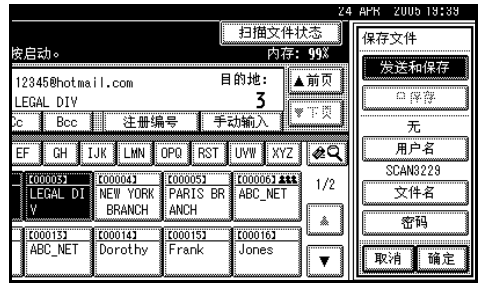 24 APR 2005 19:39
扫描文件状态
按启动。
内存: 99%
12345@hotmail.com
目的地:
3
LEGAL DIV
▲前页
▼下页
Cc
Bcc
注册编号
手动输入
EF
GH
IJK
LMN
OPQ
RST
UVW
XYZ
[00003]
LEGAL DI
V
[00004]
NEW YORK
BRANCH
[00005]
PARIS BR
ANCH
[00006]
ABC_NET
1/2
[00013]
ABC_NET
[00014]
Dorothy
[00015]
Frank
[00016]
Jones
保存文件
发送和保存
只保存
无
用户名
SCAN3229
文件名
密码
取消
确定